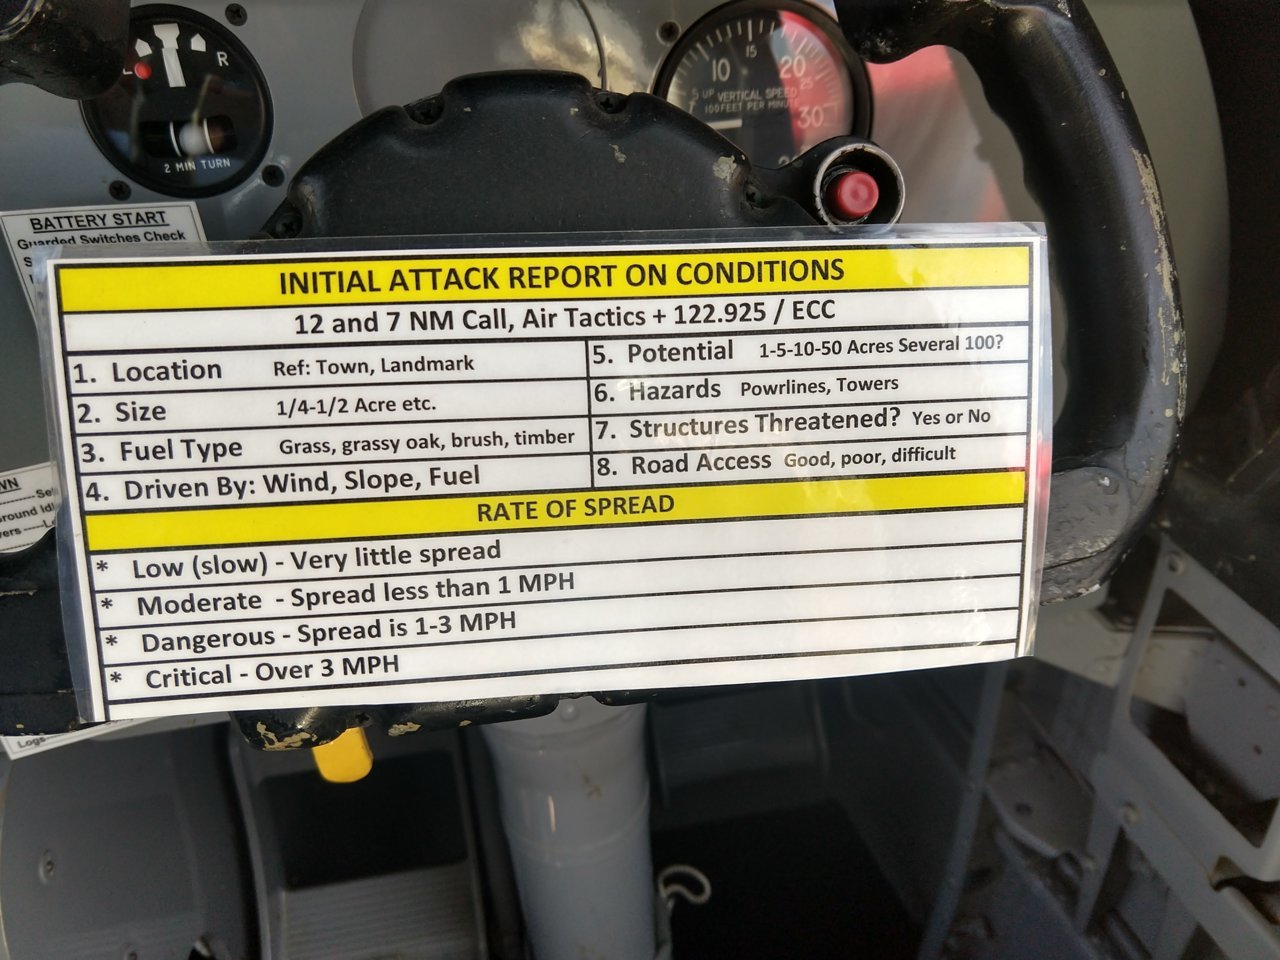 L R
2 MIN TURN
10 15 20 25
5 UP VERTICAL SPEED 30
100 FEET PER MINUTE
BATTERY START
Guarded Switches Check
INITIAL ATTACK REPORT ON CONDITIONS
12 and 7 NM Call, Air Tactics + 122.925 / ECC
1. Location Ref: Town, Landmark
2. Size 1/4-1/2 Acre etc.
3. Fuel Type Grass, grassy oak, brush, timber
4. Driven By: Wind, Slope, Fuel
5. Potential 1-5-10-50 Acres Several 100?
6. Hazards Powrlines, Towers
7. Structures Threatened? Yes or No
8. Road Access Good, poor, difficult
RATE OF SPREAD
* Low (slow) - Very little spread
* Moderate - Spread less than 1 MPH
* Dangerous - Spread is 1-3 MPH
* Critical - Over 3 MPH